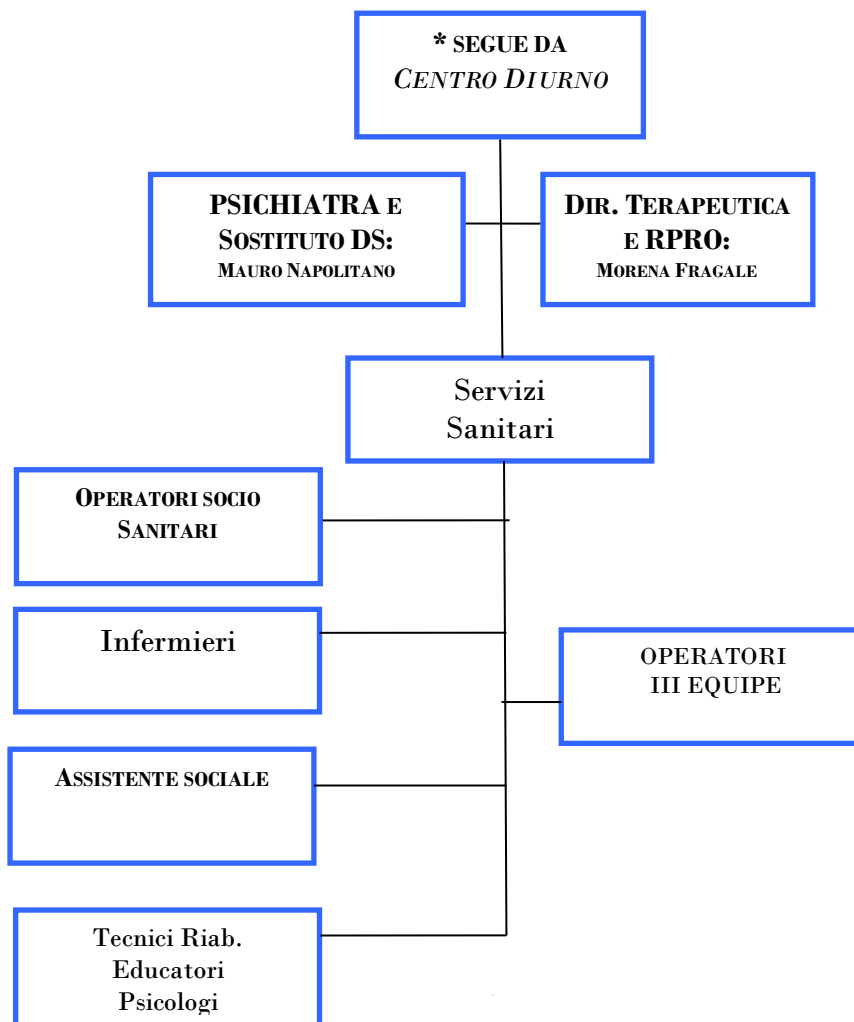 * SEGUE DA
CENTRO DIURNO
PSICHIATRA E
SOSTITUTO DS:
MAURO NAPOLITANO
DIR. TERAPEUTICA
E RPRO:
MORENA FRAGALE
Servizi
Sanitari
OPERATORI SOCIO
SANITARI
Infermieri
OPERATORI
III EQUIPE
ASSISTENTE SOCIALE
Tecnici Riab.
Educatori
Psicologi